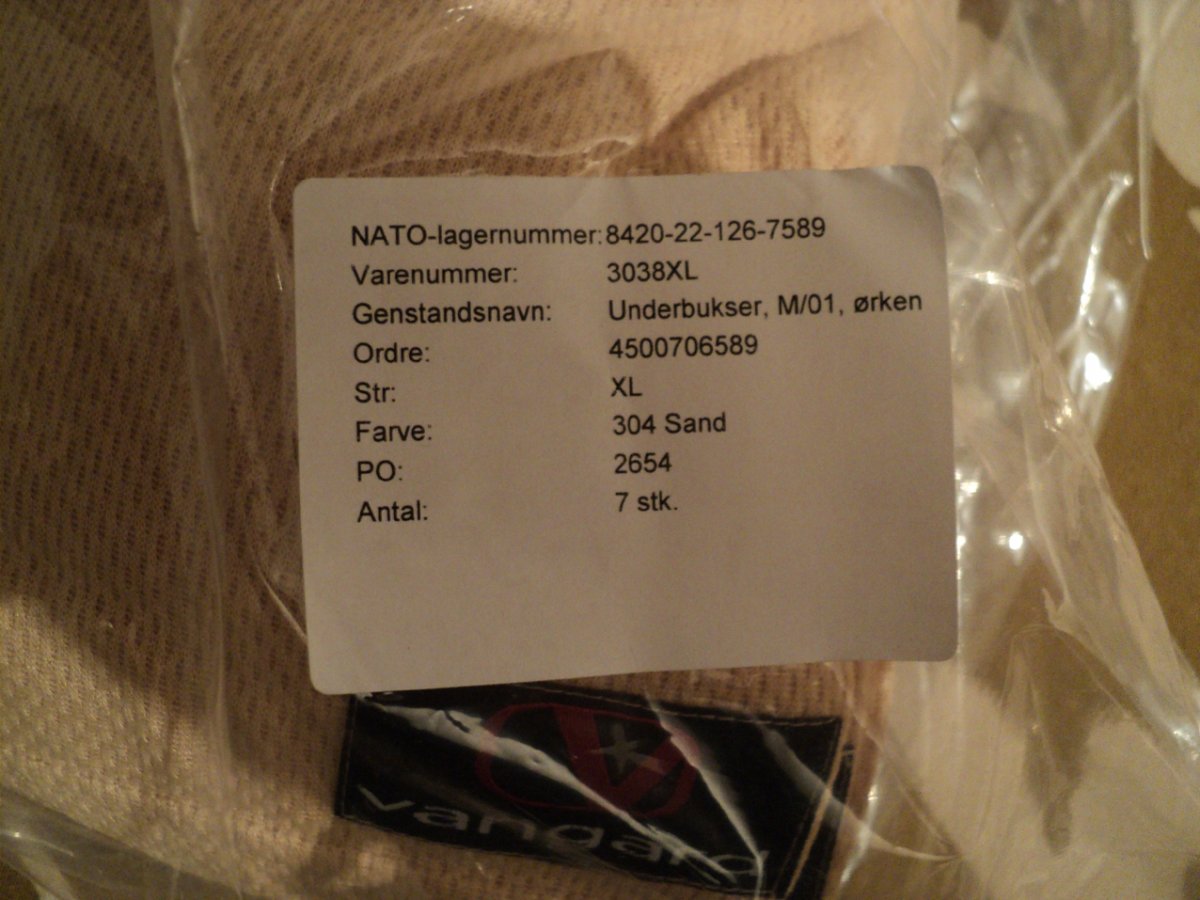 NATO-lagernummer: 8420-22-126-7589
Varenummer: 3038XL
Genstandsnavn: Underbukser, M/01, ørken
Ordre: 4500706589
Str: XL
Farve: 304 Sand
PO: 2654
Antal: 7 stk.
vangard